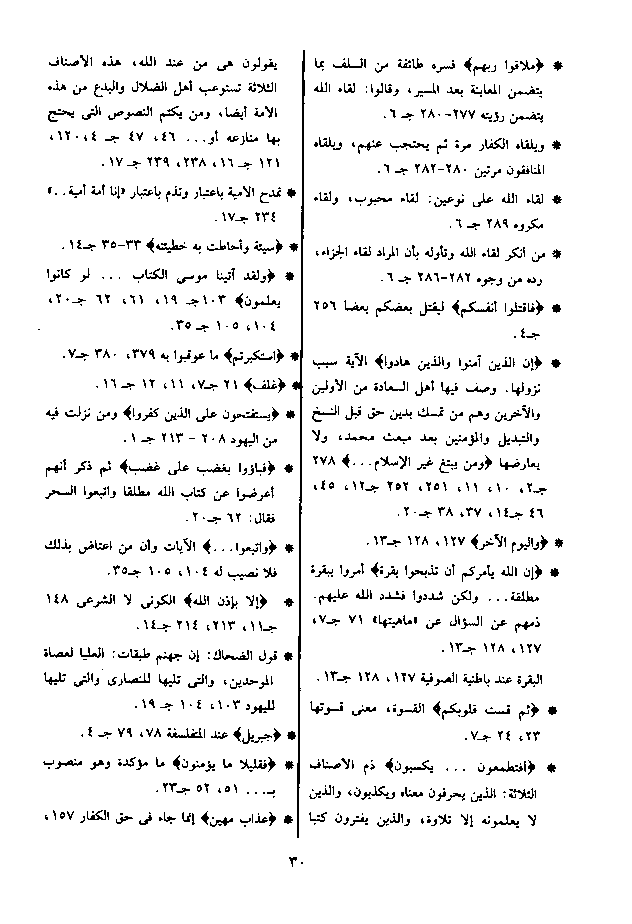 * ﴿ملاقوا ربهم﴾ فسره طائفة من السلف بما
يتضمن المعاينة بعد المسير، وقالوا: لقاء الله
يتضمن رؤيته ٢٧٧-٢٨٠ جـ ٦.
* ويلقاه الكفار مرة ثم يحتجب عنهم، ويلقاه
المنافقون مرتين ٢٨٠-٢٨٢ جـ ٦.
* لقاء الله على نوعين: لقاء محبوب، ولقاء
مكروه ٢٨٩ جـ ٦.
* من أنكر لقاء الله وتأوله بأن المراد لقاء الجزاء،
رده من وجوه ٢٨٢-٢٨٦ جـ ٦.
* ﴿فاقتلوا أنفسكم﴾ ليقتل بعضكم بعضا ٢٥٦
جـ٤.
* ﴿إن الذين آمنوا والذين هادوا﴾ الآية سبب
نزولها. وصف فيها أهل السعادة من الأولين
والآخرين وهم من تمسك بدين حق قبل النسخ
والتبديل والمؤمنين بعد مبعث محمد، ولا
يعارضها ﴿ومن يبتغ غير الإسلام...﴾ ٢٧٨
جـ٢، ١٠، ١١، ٢٥١، ٢٥٢ جـ١٢، ٤٥،
٤٦ جـ١٤، ٣٧، ٣٨ جـ٢٠.
* ﴿واليوم الآخر﴾ ١٢٧، ١٢٨ جـ١٣.
* ﴿إن الله يأمركم أن تذبحوا بقرة﴾ أمروا ببقرة
مطلقة... ولكن شددوا فشدد الله عليهم.
ذمهم عن السؤال عن «ماهيتها» ٧١ جـ٧،
١٢٧، ١٢٨ جـ١٣.
البقرة عند باطنية الصوفية ١٢٧، ١٢٨ جـ١٣.
* ﴿ثم قست قلوبكم﴾ القسوة، معنى قسوتها
٢٣، ٢٤ جـ٧.
* ﴿أفتطمعون ... يكسبون﴾ ذم الأصناف
الثلاثة: الذين يحرفون معناه ويكذبون، والذين
لا يعلمونه إلا تلاوة، والذين يفترون كتبا
يقولون هى من عند الله، هذه الأصناف
الثلاثة تستوعب أهل الضلال والبدع من هذه
الأمة أيضا، ومن يكتم النصوص التى يحتج
بها منازعه أو... ٤٦، ٤٧ جـ ٤، ١٢٠،
١٢١ جـ ١٦، ٢٣٨، ٢٣٩ جـ ١٧.
* تمدح الأمية باعتبار وتذم باعتبار «إنا أمة أمية..»
٢٣٤ جـ١٧.
* ﴿سيئة وأحاطت به خطيئته﴾ ٣٣-٣٥ جـ١٤.
* ﴿ولقد آتينا موسى الكتاب ... لو كانوا
يعلمون﴾ ١٠٣جـ ١٩، ٦١، ٦٢ جـ٢٠،
١٠٤، ١٠٥ جـ ٣٥.
* ﴿استكبرتم﴾ ما عوقبوا به ٣٧٩، ٣٨٠ جـ٧.
* ﴿غلف﴾ ٢١ جـ٧، ١١، ١٢ جـ ١٦.
* ﴿يستفتحون على الذين كفروا﴾ ومن نزلت فيه
من اليهود ٢٠٨ - ٢١٣ جـ ١.
* ﴿فباؤوا بغضب على غضب﴾ ثم ذكر أنهم
أعرضوا عن كتاب الله مطلقا واتبعوا السحر
فقال: ٦٢ جـ٢٠.
* ﴿واتبعوا...﴾ الآيات وأن من اعتاض بذلك
فلا نصيب له ١٠٤، ١٠٥ جـ٣٥.
* ﴿إلا بإذن الله﴾ الكونى لا الشرعى ١٤٨
جـ١١، ٢١٣، ٢١٤ جـ١٤.
* قول الضحاك: إن جهنم طبقات: العليا لعصاة
الموحدين، والتى تليها للنصارى والتى تليها
لليهود ١٠٣، ١٠٤ جـ ١٩.
* ﴿جبريل﴾ عند المتفلسفة ٧٨، ٧٩ جـ ٤.
* ﴿فقليلا ما يؤمنون﴾ ما مؤكدة وهو منصوب
بـ... ٥١، ٥٢ جـ٢٣.
* ﴿عذاب مهين﴾ إنما جاء فى حق الكفار ١٥٧،
٣٠